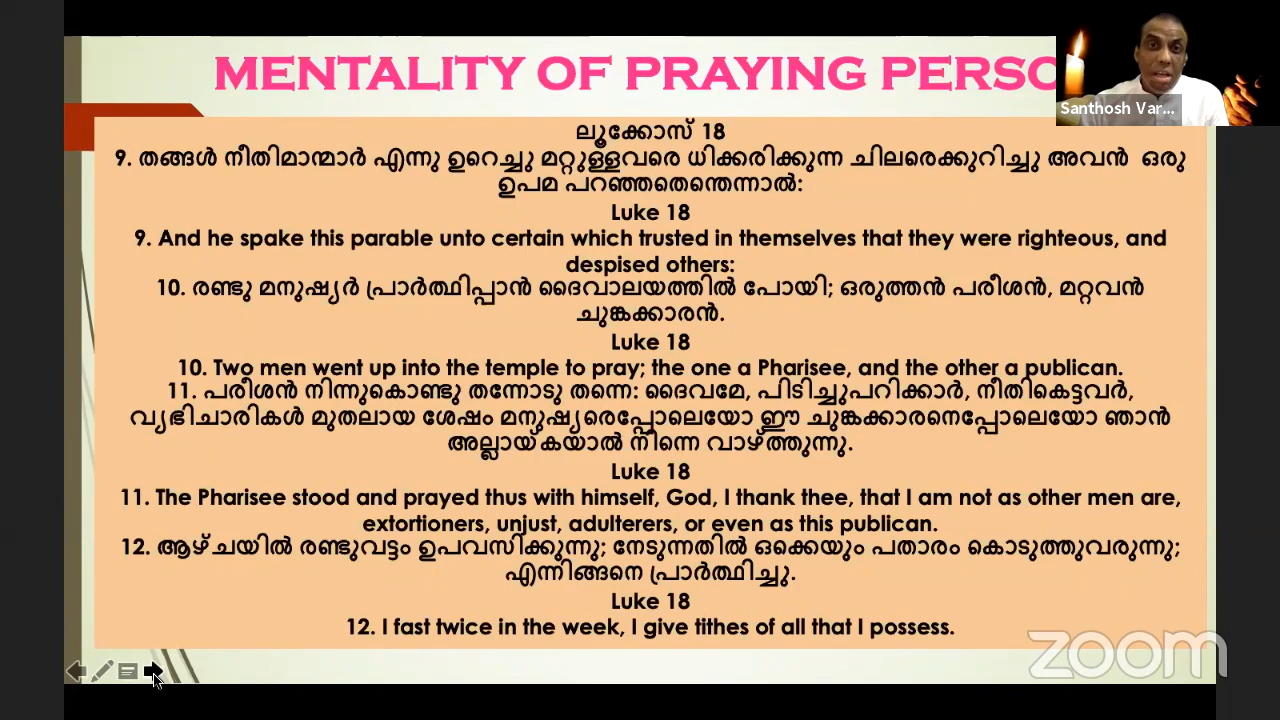 MENTALITY OF PRAYING PERSO
Santhosh Var...
ലൂക്കോസ് 18
9. തങ്ങൾ നീതിമാന്മാർ എന്നു ഉറെച്ചു മറ്റുള്ളവരെ ധിക്കരിക്കുന്ന ചിലരെക്കുറിച്ചു അവൻ ഒരു
ഉപമ പറഞ്ഞതെന്തെന്നാൽ:
Luke 18
9. And he spake this parable unto certain which trusted in themselves that they were righteous, and
despised others:
10. രണ്ടു മനുഷ്യർ പ്രാർത്ഥിപ്പാൻ ദൈവാലയത്തിൽ പോയി; ഒരുത്തൻ പരീശൻ, മറ്റവൻ
ചുങ്കക്കാരൻ.
Luke 18
10. Two men went up into the temple to pray; the one a Pharisee, and the other a publican.
11. പരീശൻ നിന്നുകൊണ്ടു തന്നോടു തന്നെ: ദൈവമേ, പിടിച്ചുപറിക്കാർ, നീതികെട്ടവർ,
വ്യഭിചാരികൾ മുതലായ ശേഷം മനുഷ്യരെപ്പോലെയോ ഈ ചുങ്കക്കാരനെപ്പോലെയോ ഞാൻ
അല്ലായ്കയാൽ നിന്നെ വാഴ്ത്തുന്നു.
Luke 18
11. The Pharisee stood and prayed thus with himself, God, I thank thee, that I am not as other men are,
extortioners, unjust, adulterers, or even as this publican.
12. ആഴ്ചയിൽ രണ്ടുവട്ടം ഉപവസിക്കുന്നു; നേടുന്നതിൽ ഒക്കെയും പതാരം കൊടുത്തുവരുന്നു;
എന്നിങ്ങനെ പ്രാർത്ഥിച്ചു.
Luke 18
12. I fast twice in the week, I give tithes of all that I possess.
zoom